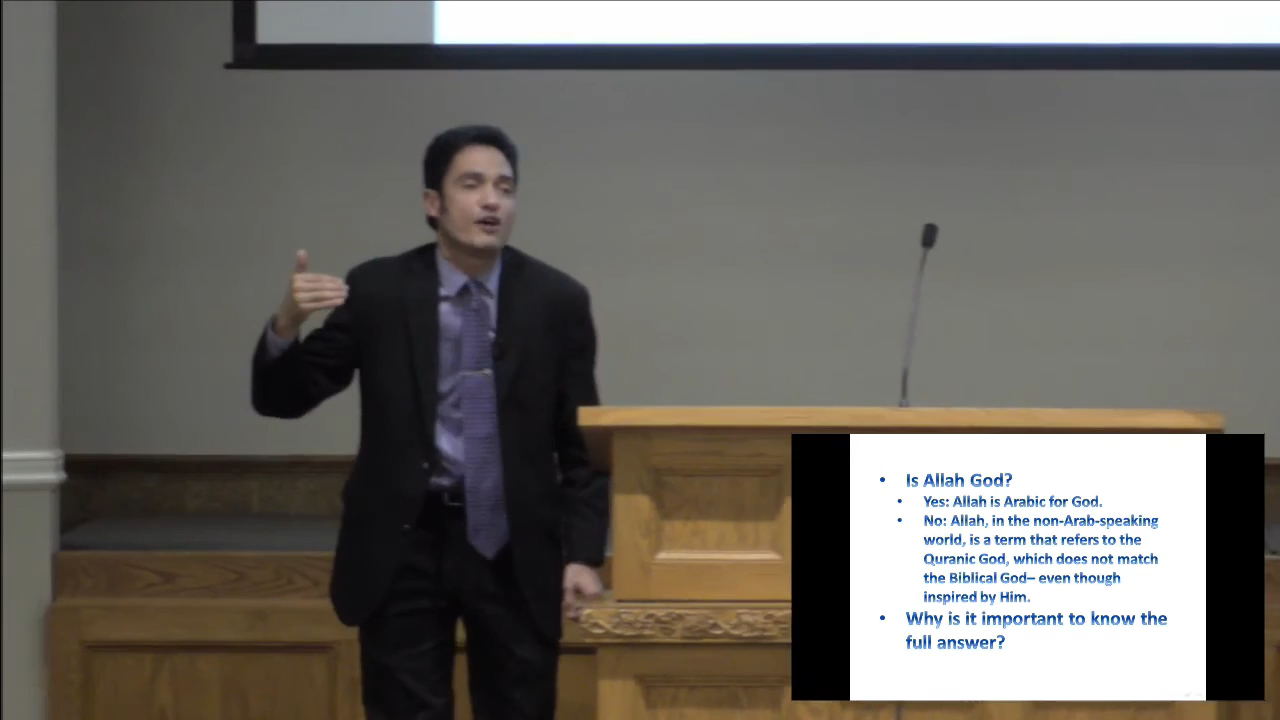 • Is Allah God?
• Yes: Allah is Arabic for God.
• No: Allah, in the non-Arab-speaking
world, is a term that refers to the
Quranic God, which does not match
the Biblical God– even though
inspired by Him.
• Why is it important to know the
full answer?